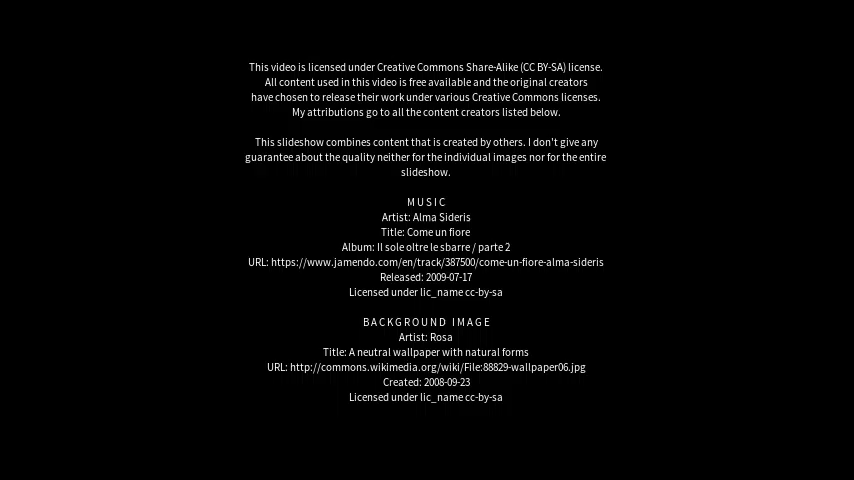 This video is licensed under Creative Commons Share-Alike (CC BY-SA) license.
All content used in this video is free available and the original creators
have chosen to release their work under various Creative Commons licenses.
My attributions go to all the content creators listed below.
This slideshow combines content that is created by others. I don't give any
guarantee about the quality neither for the individual images nor for the entire
slideshow.
MUSIC
Artist: Alma Sideris
Title: Come un fiore
Album: Il sole oltre le sbarre / parte 2
URL: https://www.jamendo.com/en/track/387500/come-un-fiore-alma-sideris
Released: 2009-07-17
Licensed under lic_name cc-by-sa
BACKGROUND IMAGE
Artist: Rosa
Title: A neutral wallpaper with natural forms
URL: http://commons.wikimedia.org/wiki/File:88829-wallpaper06.jpg
Created: 2008-09-23
Licensed under lic_name cc-by-sa